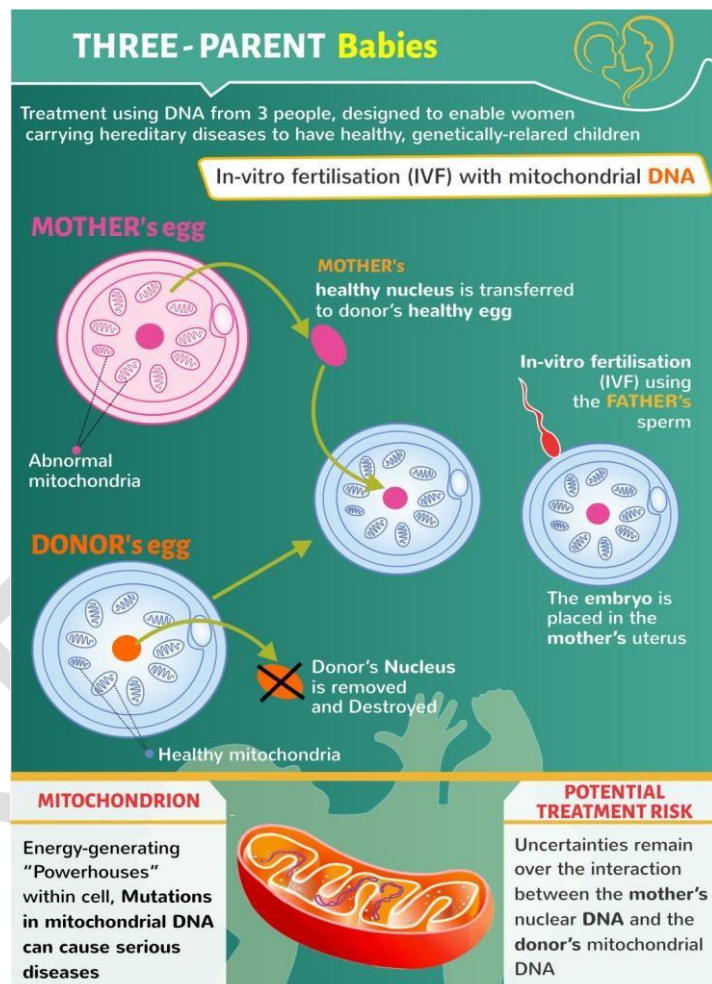 THREE-PARENT Babies
Treatment using DNA from 3 people, designed to enable women
carrying hereditary diseases to have healthy, genetically-relared children
In-vitro fertilisation (IVF) with mitochondrial DNA
MOTHER's egg
MOTHER's
healthy nucleus is transferred
to donor's healthy egg
In-vitro fertilisation
(IVF) using
the FATHER's
sperm
Abnormal
mitochondria
DONOR's egg
The embryo is
placed in the
mother's uterus
Donor's Nucleus
is removed
and Destroyed
Healthy mitochondria
MITOCHONDRION
Energy-generating
"Powerhouses"
within cell, Mutations
in mitochondrial DNA
can cause serious
diseases
POTENTIAL
TREATMENT RISK
Uncertainties remain
over the interaction
between the mother's
nuclear DNA and the
donor's mitochondrial
DNA